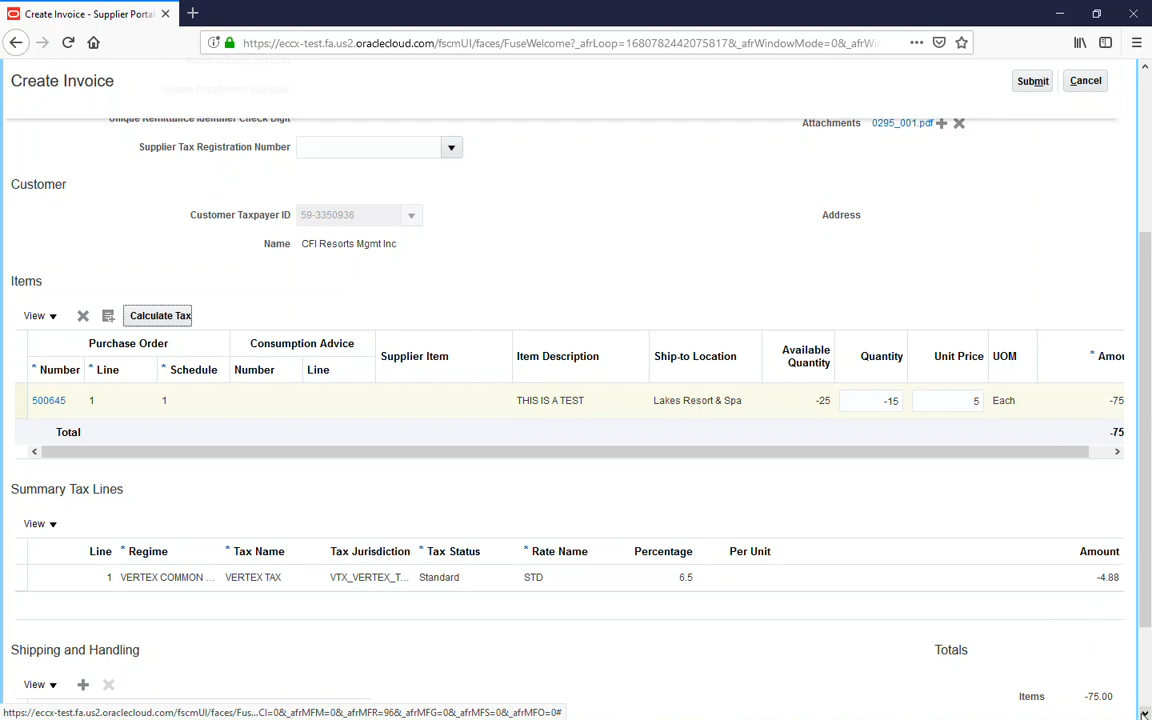 Create Invoice - Supplier Portal
https://eccx-test.fa.us2.oraclecloud.com/fscmUI/faces/FuseWelcome?_afrLoop=1680782442075817&_afrWindowMode=0&_afrWi
Create Invoice
Submit Cancel
Unique Remittance Identifier Check Digit
Attachments 0295_001.pdf
Supplier Tax Registration Number
Customer
Customer Taxpayer ID 59-3350936
Address
Name CFI Resorts Mgmt Inc
Items
View Calculate Tax
Purchase Order Consumption Advice Supplier Item Item Description Ship-to Location Available Quantity Quantity Unit Price UOM * Amou
* Number * Line * Schedule Number Line
500645 1 1 THIS IS A TEST Lakes Resort & Spa -25 -15 5 Each -75
Total -75
Summary Tax Lines
View
Line * Regime * Tax Name Tax Jurisdiction * Tax Status * Rate Name Percentage Per Unit Amount
1 VERTEX COMMON ... VERTEX TAX VTX_VERTEX_T... Standard STD 6.5 -4.88
Shipping and Handling
Totals
View
Items -75.00
https://eccx-test.fa.us2.oraclecloud.com/fscmUI/faces/Fus...CI=0&_afrMFM=0&_afrMFR=96&_afrMFG=0&_afrMFS=0&_afrMFO=0#